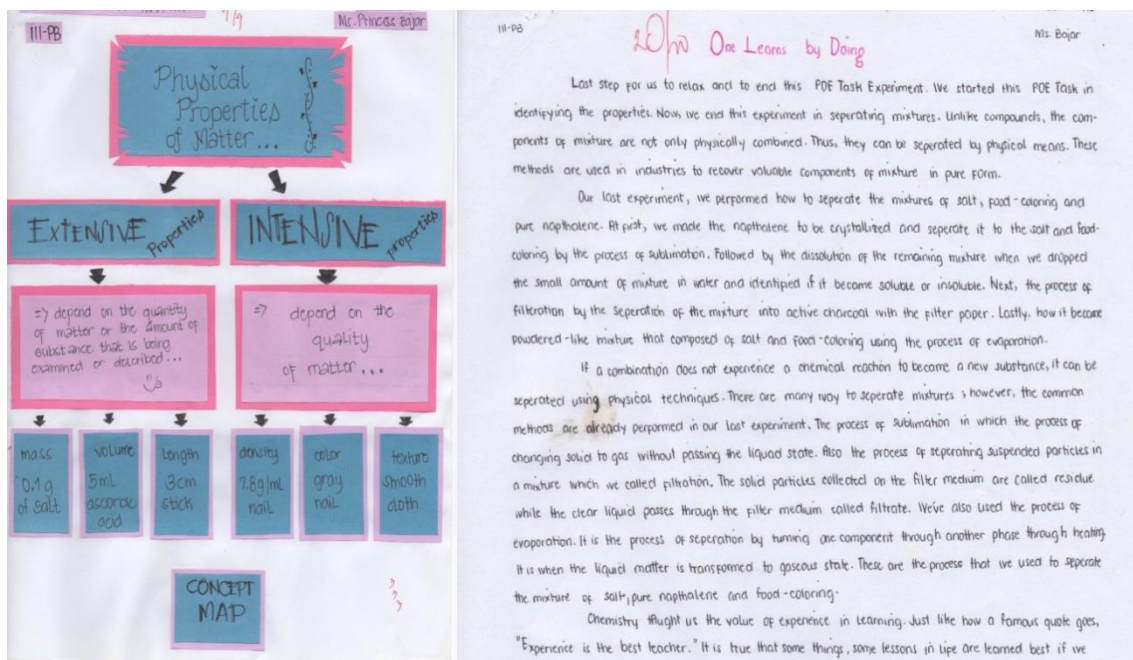 III-PB
9/9
Ms. Princess Bajar
Physical
Properties
of Matter...
EXTENSIVE
Properties
INTENSIVE
properties
=> depend on the quantity
of matter or the amount of
substance that is being
examined or described...
=> depend on the
quality
of matter...
mass
0.1 g
of salt
volume
5mL
ascorbic
acid
length
3cm
stick
density
7.8g/mL
nail
color
gray
nail
texture
smooth
cloth
CONCEPT
MAP
III-PB
Ms. Bajar
20/20 One Learns by Doing
Last step for us to relax and to end this POE Task Experiment. We started this POE Task in
identifying the properties. Now, we end this experiment in seperating mixtures. Unlike compounds, the com-
ponents of mixture are not only physically combined. Thus, they can be seperated by physical means. These
methods are used in industries to recover valuable components of mixture in pure form.
Our last experiment, we performed how to seperate the mixtures of salt, food-coloring and
pure napthalene. At first, we made the napthalene to be crystallized and seperate it to the salt and food-
coloring by the process of sublimation. Followed by the dissolution of the remaining mixture when we dropped
the small amount of mixture in water and identified if it became soluble or insoluble. Next, the process of
filteration by the seperation of the mixture into active charcoal with the filter paper. Lastly, how it became
powdered-like mixture that composed of salt and food-coloring using the process of evaporation.
If a combination does not experience a chemical reaction to became a new substance, it can be
seperated using physical techniques. There are many way to seperate mixtures ; however, the common
methods are already performed in our last experiment. The process of sublimation in which the process of
changing solid to gas without passing the liquad state. Also the process of seperating suspended particles in
a mixture which we called filtration. The solid particles collected on the filter medium are called residue
while the clear liquid passes through the filter medium called filtrate. We've also used the process of
evaporation. It is the process of seperation by turning one component through another phase through heating.
It is when the liquid matter is transformed to gaseous state. These are the process that we used to seperate
the mixture of salt, pure napthalene and food-coloring.
Chemistry taught us the value of experience in learning. Just like how a famous quote goes,
"Experience is the best teacher." It is true that some things, some lessons in life are learned best if we